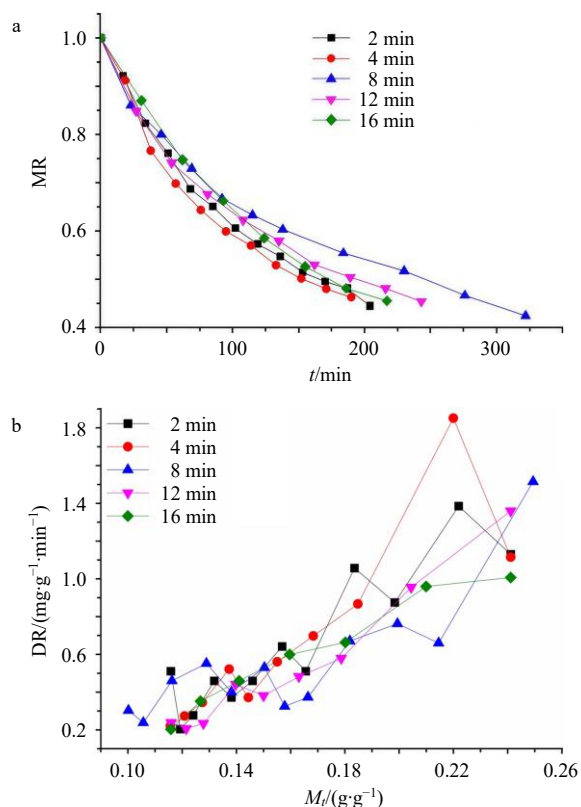 a
1.0
0.8
0.6
0.4
MR
2 min
4 min
8 min
12 min
16 min
0
100
200
300
t/min
b
1.8
1.4
1.0
0.6
0.2
DR/(mg·g⁻¹·min⁻¹)
2 min
4 min
8 min
12 min
16 min
0.10
0.14
0.18
0.22
0.26
Mₜ/(g·g⁻¹)